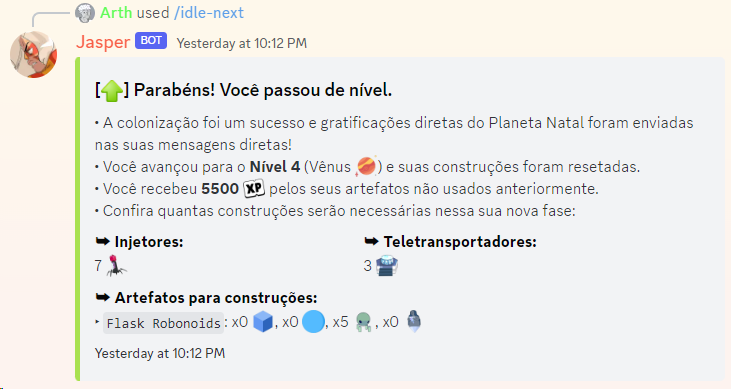 Arth used /idle-next
Jasper BOT Yesterday at 10:12 PM
[] Parabéns! Você passou de nível.
• A colonização foi um sucesso e gratificações diretas do Planeta Natal foram enviadas
nas suas mensagens diretas!
• Você avançou para o Nível 4 (Vênus ) e suas construções foram resetadas.
• Você recebeu 5500 XP pelos seus artefatos não usados anteriormente.
• Confira quantas construções serão necessárias nessa sua nova fase:
➥ Injetores: ➥ Teletransportadores:
7 3
➥ Artefatos para construções:
‣ Flask Robonoids: x0 , x0 , x5 , x0
Yesterday at 10:12 PM